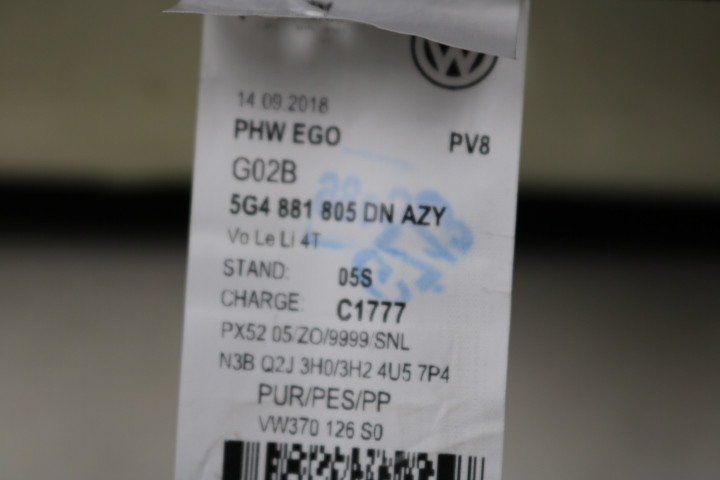 14.09.2018
PHW EGO PV8
G02B
5G4 881 805 DN AZY
Vo Le Li 4T
STAND: 05S
CHARGE: C1777
PX52 05/ZO/9999/SNL
N3B Q2J 3H0/3H2 4U5 7P4
PUR/PES/PP
VW370 126 S0